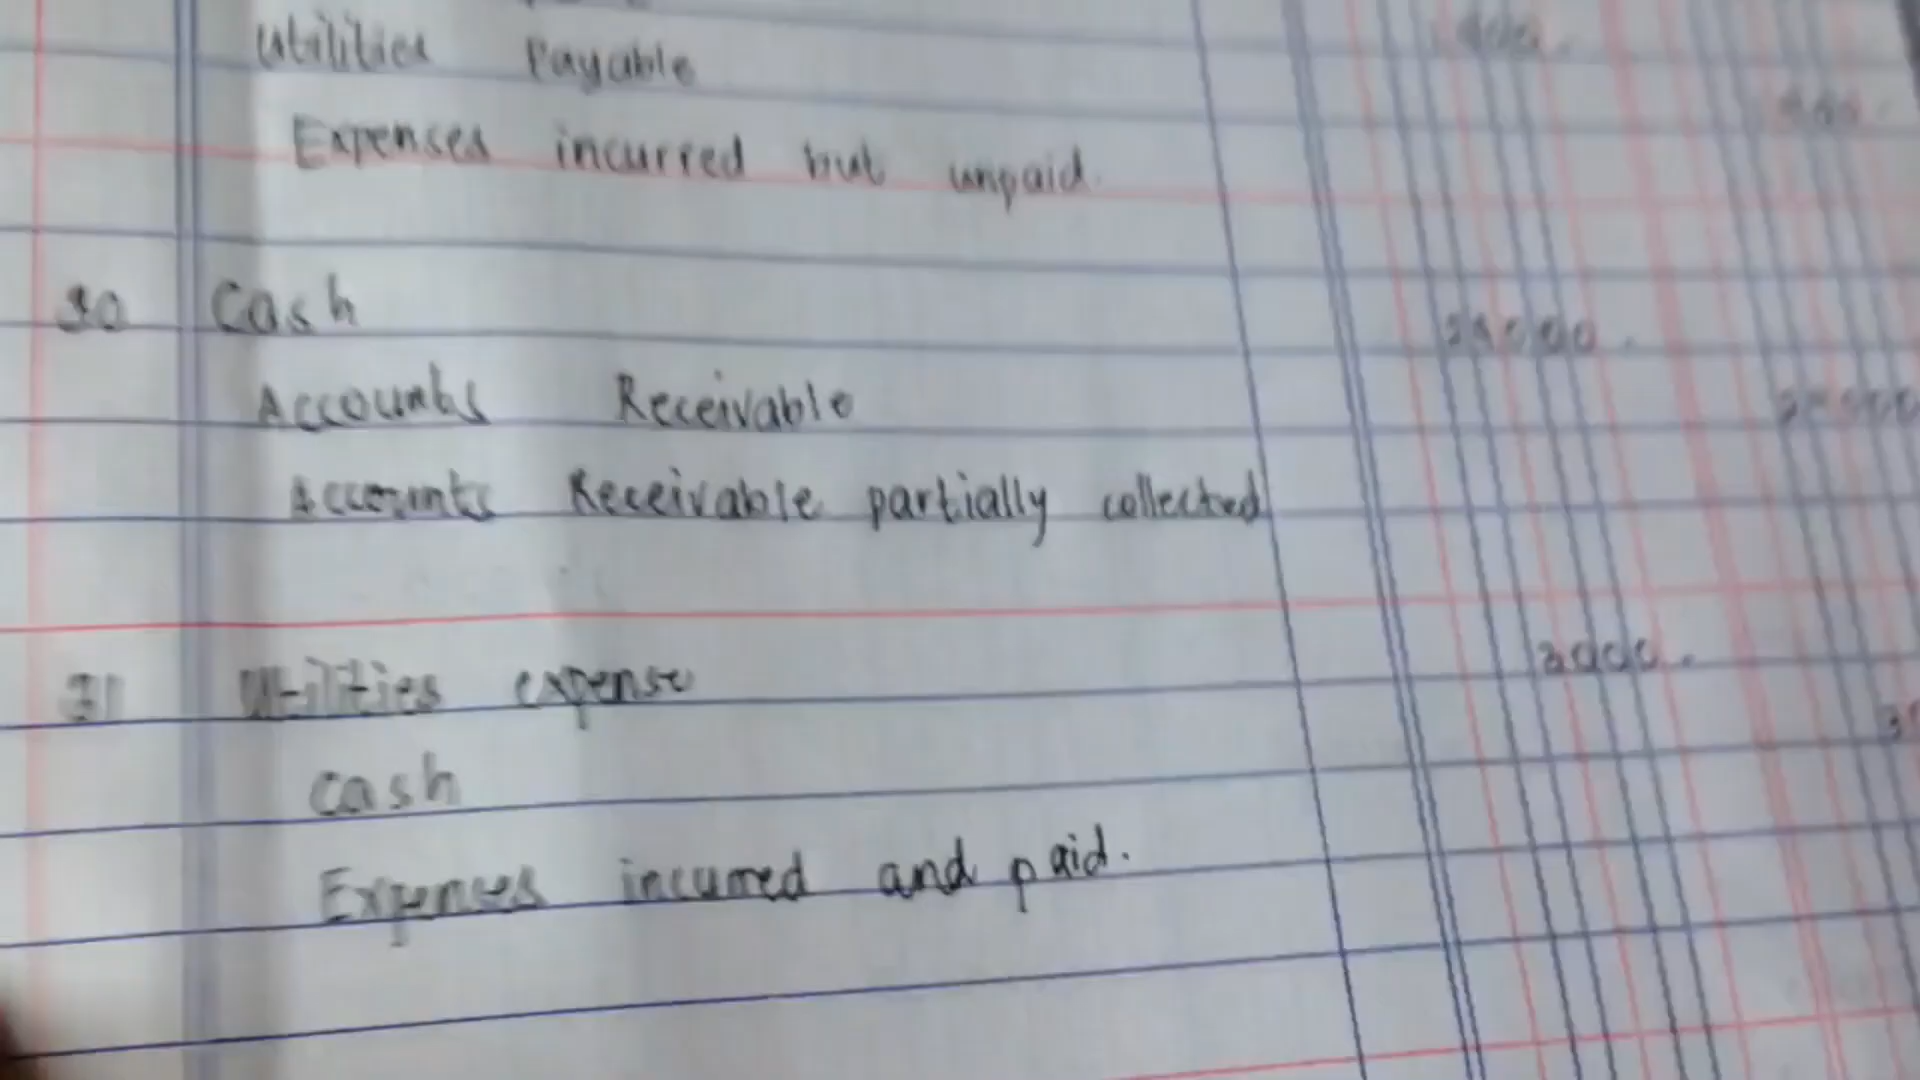 Utilities Payable
Expenses incurred but unpaid.
30 Cash
Accounts Receivable
Accounts Receivable partially collected
31 Utilities expense
Cash
Expenses incurred and paid.